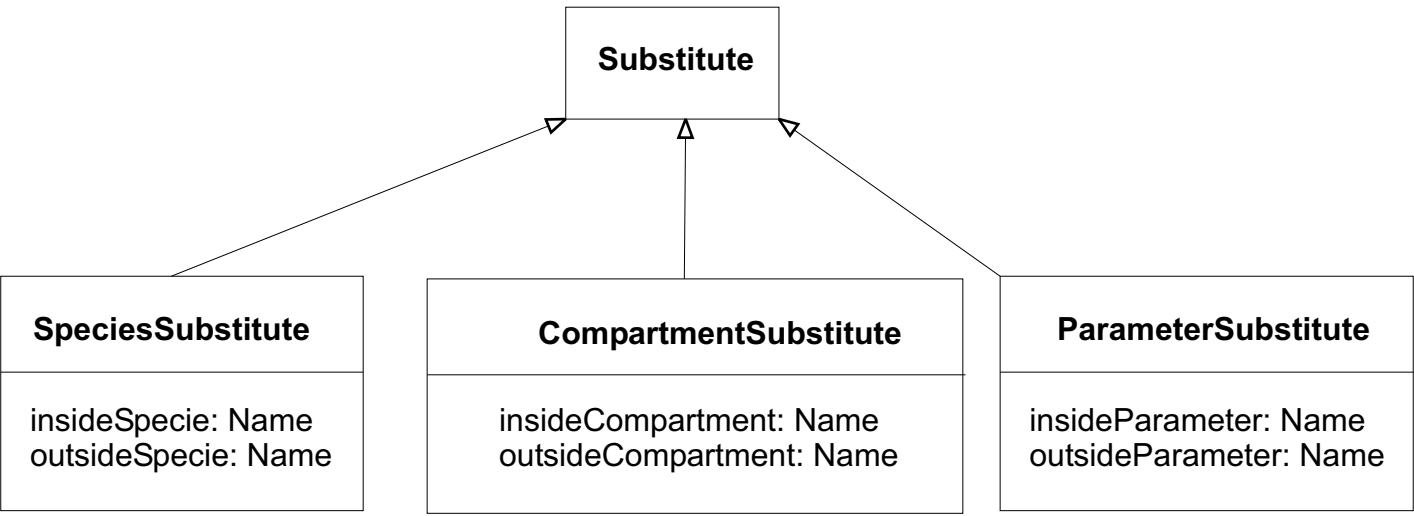 Substitute
SpeciesSubstitute
insideSpecie: Name
outsideSpecie: Name
CompartmentSubstitute
insideCompartment: Name
outsideCompartment: Name
ParameterSubstitute
insideParameter: Name
outsideParameter: Name